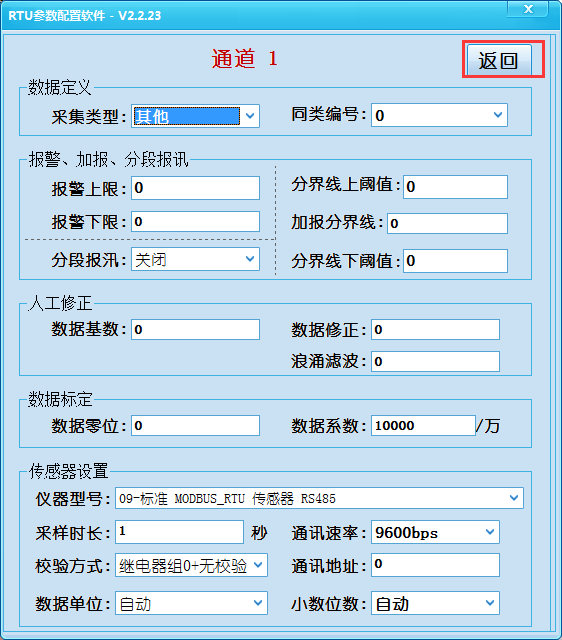 RTU参数配置软件 - V2.2.23
x
通道 1
返回
数据定义
采集类型: 其他
同类编号: 0
报警、加报、分段报讯
报警上限: 0
分界线上阈值: 0
报警下限: 0
加报分界线: 0
分段报汛: 关闭
分界线下阈值: 0
人工修正
数据基数: 0
数据修正: 0
浪涌滤波: 0
数据标定
数据零位: 0
数据系数: 10000 /万
传感器设置
仪器型号: 09-标准 MODBUS_RTU 传感器 RS485
采样时长: 1 秒
通讯速率: 9600bps
校验方式: 继电器组0+无校验
通讯地址: 0
数据单位: 自动
小数位数: 自动